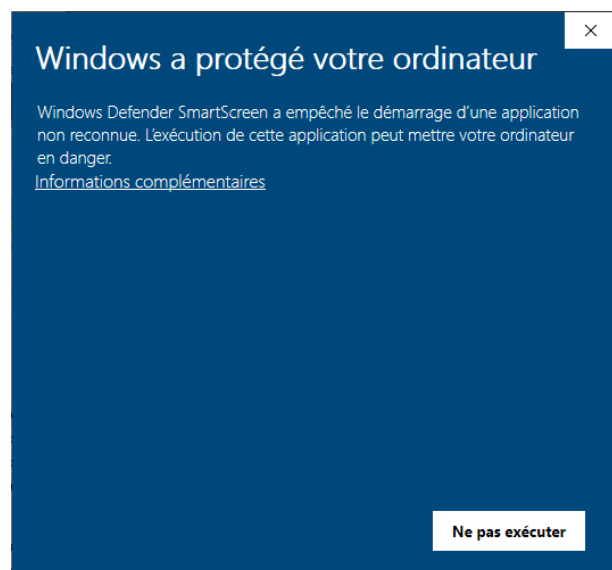 Windows a protégé votre ordinateur
Windows Defender SmartScreen a empêché le démarrage d'une application
non reconnue. L'exécution de cette application peut mettre votre ordinateur
en danger.
Informations complémentaires
Ne pas exécuter